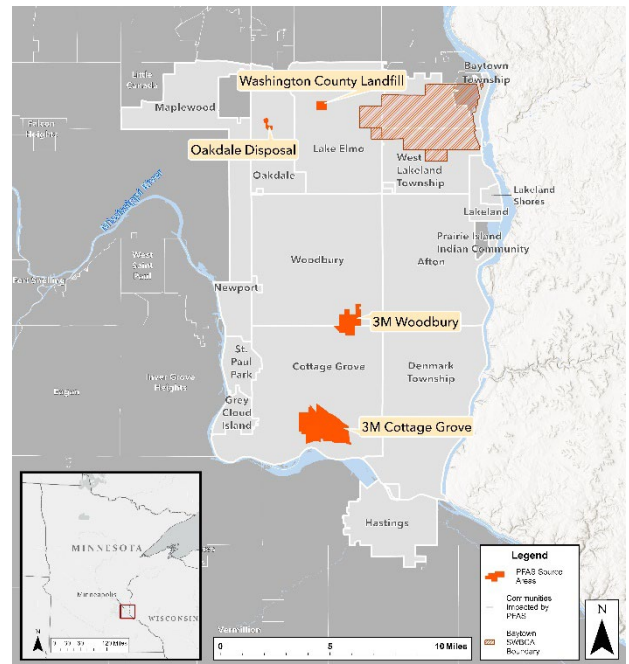 Baytown
Township
Little
Canada
Washington County Landfill
Maplewood
Falcon
Heights
Oakdale Disposal
Lake Elmo
West
Lakeland
Township
Oakdale
Lakeland
Shores
Lakeland
Mississippi River
Prairie Island
Indian Community
Woodbury
Afton
West
Saint
Paul
Fort Snelling
Newport
3M Woodbury
St.
Paul
Park
Cottage Grove
Denmark
Township
Inver Grove
Heights
Eagan
Grey
Cloud
Island
3M Cottage Grove
Hastings
MINNESOTA
Minneapolis
WISCONSIN
N
120 Miles
Vermillion
0
5
10 Miles
Legend
PFAS Source
Areas
Communities
Impacted by
PFAS
Baytown
SWBCA
Boundary
N